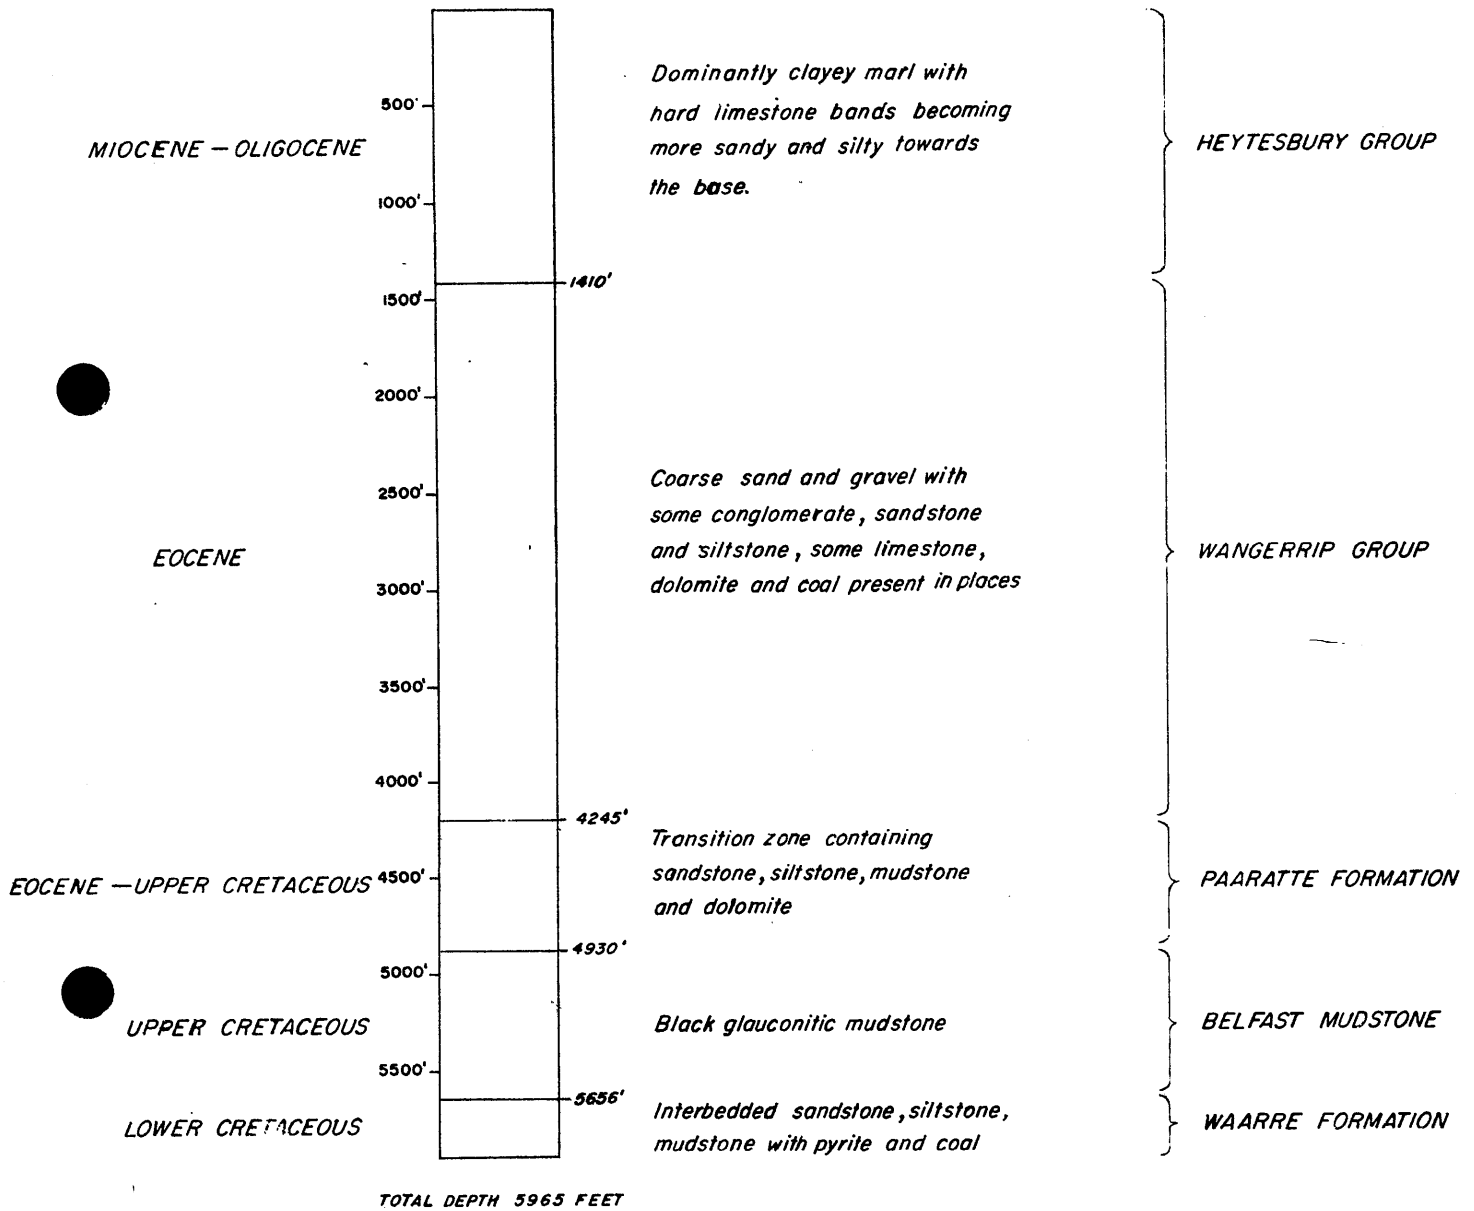 Dominantly clayey marl with
500'
hard limestone bands becoming
MIOCENE – OLIGOCENE
more sandy and silty towards
HEYTESBURY GROUP
the base.
1000'
1410'
1500'
2000'
Coarse sand and gravel with
2500'
some conglomerate, sandstone
EOCENE
and siltstone, some limestone,
WANGERRIP GROUP
dolomite and coal present in places
3000'
3500'
4000'
4245'
Transition zone containing
EOCENE – UPPER CRETACEOUS
4500'
sandstone, siltstone, mudstone
PAARATTE FORMATION
and dolomite
4930'
5000'
UPPER CRETACEOUS
Black glauconitic mudstone
BELFAST MUDSTONE
5500'
5656'
LOWER CRETACEOUS
Interbedded sandstone, siltstone,
mudstone with pyrite and coal
WAARRE FORMATION
TOTAL DEPTH 5965 FEET